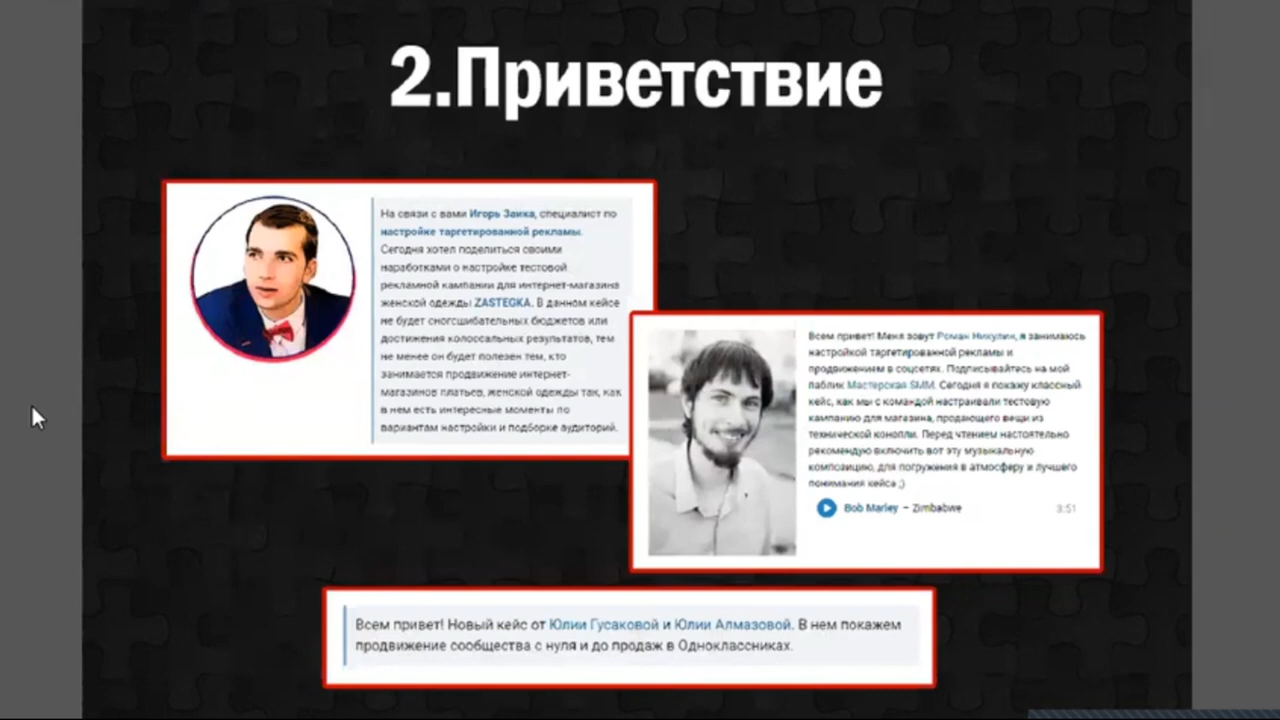 2.Приветствие
На связи с вами Игорь Заика, специалист по
настройке таргетированной рекламы.
Сегодня хотел поделиться своими
наработками о настройке тестовой
рекламной кампании для интернет-магазина
женской одежды ZASTEGKA. В данном кейсе
не будет сногсшибательных бюджетов или
достижения колоссальных результатов, тем
не менее он будет полезен тем, кто
занимается продвижение интернет-
магазинов платьев, женской одежды так, как
в нем есть интересные моменты по
вариантам настройки и подборке аудиторий.
Всем привет! Меня зовут Роман Никулин, я занимаюсь
настройкой таргетированной рекламы и
продвижением в соцсетях. Подписывайтесь на мой
паблик Мастерская SMM. Сегодня я покажу классный
кейс, как мы с командой настраивали тестовую
кампанию для магазина, продающего вещи из
технической конопли. Перед чтением настоятельно
рекомендую включить вот эту музыкальную
композицию, для погружения в атмосферу и лучшего
понимания кейса ;)
Bob Marley – Zimbabwe 3:51
Всем привет! Новый кейс от Юлии Гусаковой и Юлии Алмазовой. В нем покажем
продвижение сообщества с нуля и до продаж в Одноклассниках.